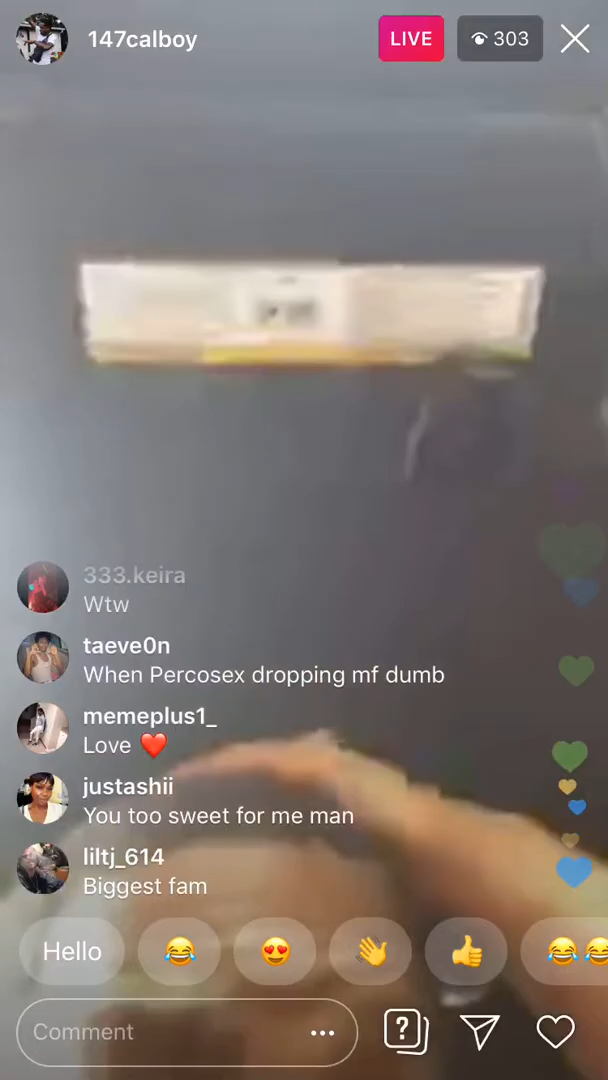 147calboy
LIVE
303
333.keira
Wtw
taeve0n
When Percosex dropping mf dumb
memeplus1_
Love ❤️
justashii
You too sweet for me man
liltj_614
Biggest fam
Hello 😂 😍 👋 👍 😂😂
Comment